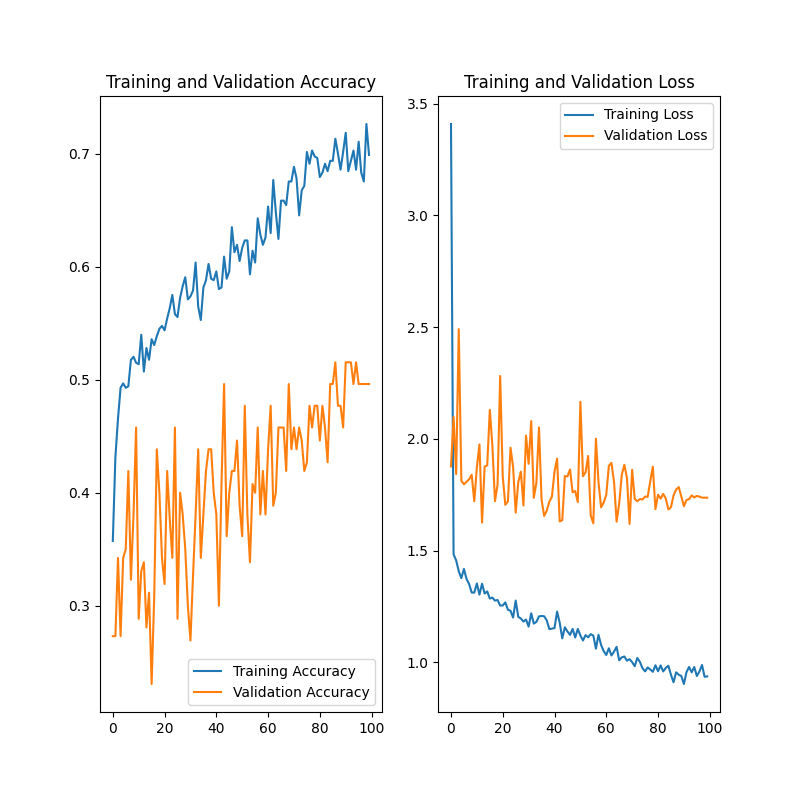 Training and Validation Accuracy
0.7
0.6
0.5
0.4
0.3
0 20 40 60 80 100
Training Accuracy
Validation Accuracy
Training and Validation Loss
3.5
3.0
2.5
2.0
1.5
1.0
0 20 40 60 80 100
Training Loss
Validation Loss